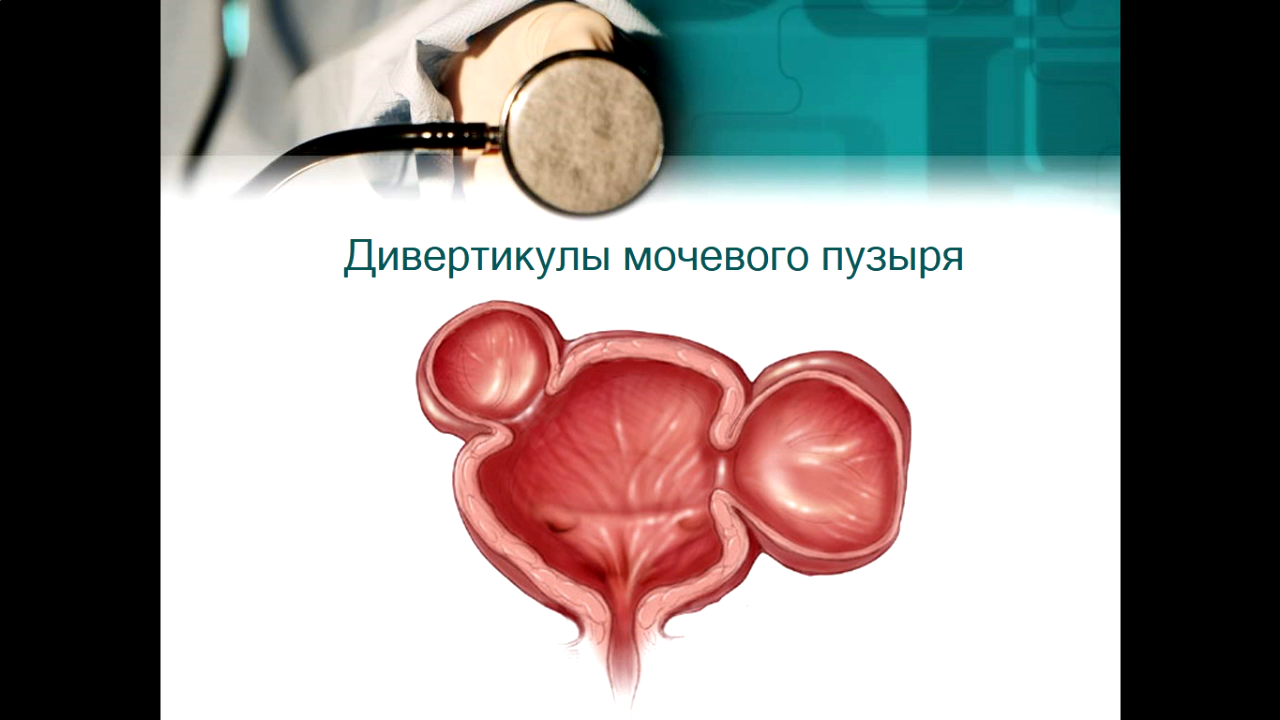 Дивертикулы мочевого пузыря